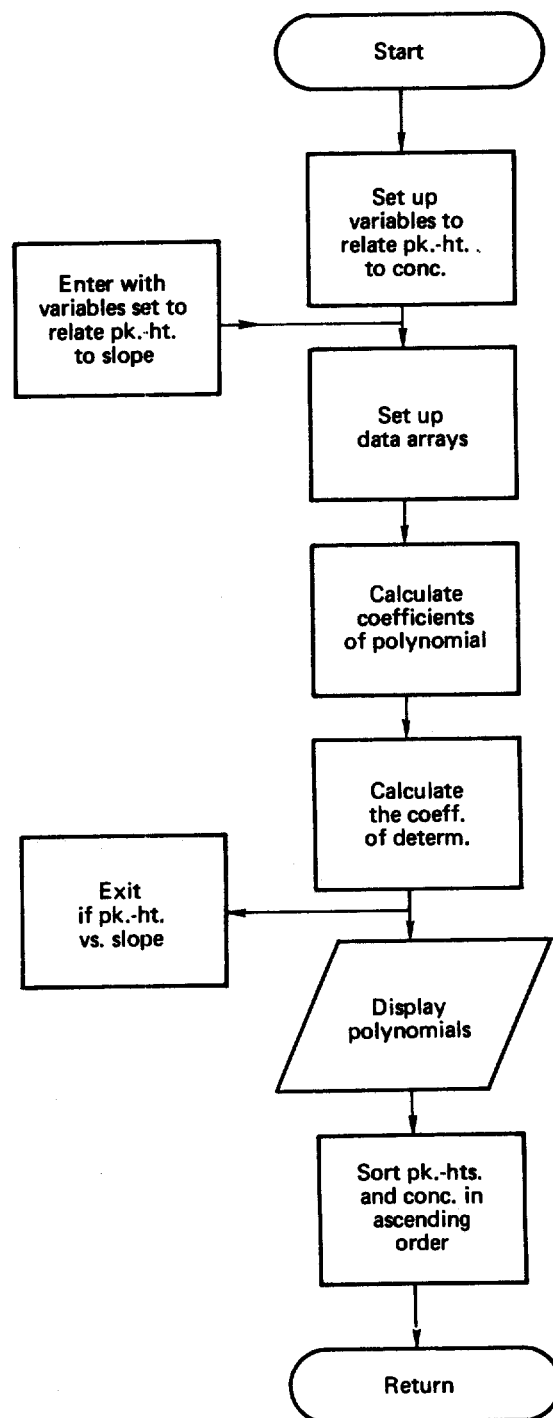 Start
Set up
variables to
relate pk.-ht.
to conc.
Enter with
variables set to
relate pk.-ht.
to slope
Set up
data arrays
Calculate
coefficients
of polynomial
Calculate
the coeff.
of determ.
Exit
if pk.-ht.
vs. slope
Display
polynomials
Sort pk.-hts.
and conc. in
ascending
order
Return